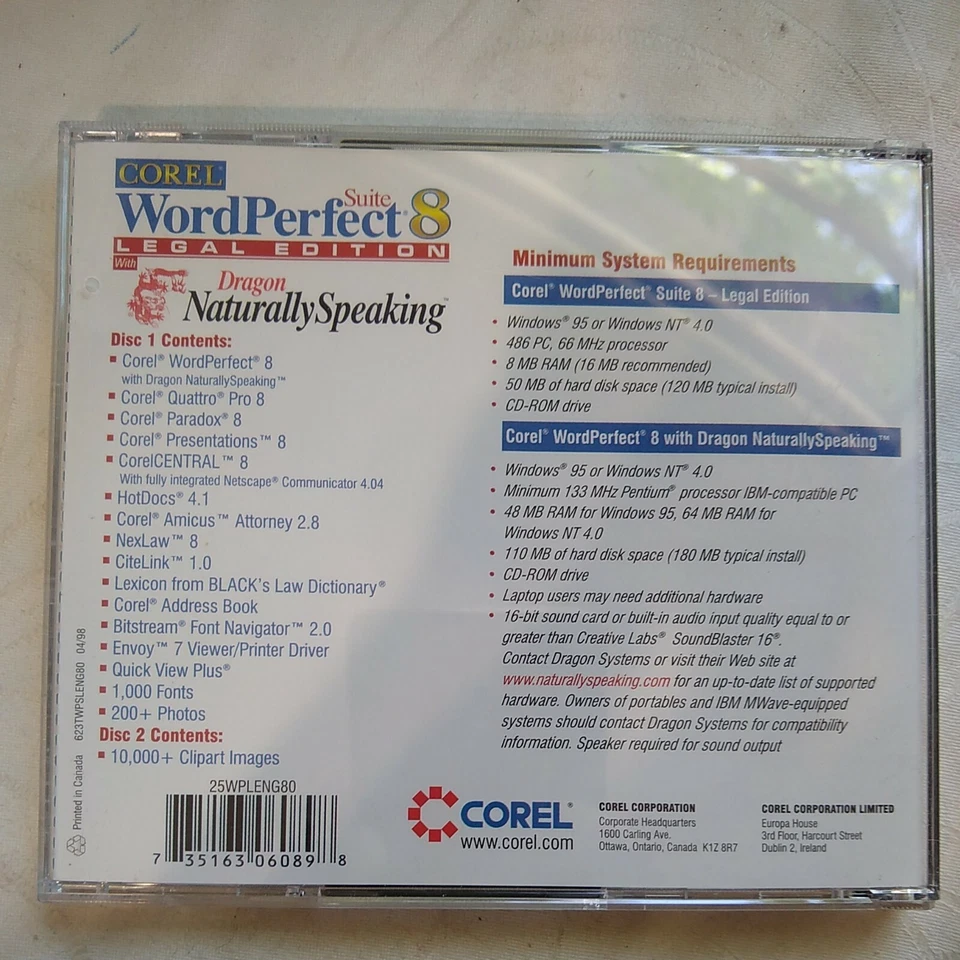 COREL®
WordPerfect® Suite 8
LEGAL EDITION
With
Dragon
NaturallySpeaking™
Disc 1 Contents:
▪ Corel® WordPerfect® 8
with Dragon NaturallySpeaking™
▪ Corel® Quattro® Pro 8
▪ Corel® Paradox® 8
▪ Corel® Presentations™ 8
▪ CorelCENTRAL™ 8
With fully integrated Netscape® Communicator 4.04
▪ HotDocs® 4.1
▪ Corel® Amicus™ Attorney 2.8
▪ NexLaw™ 8
▪ CiteLink™ 1.0
▪ Lexicon from BLACK's Law Dictionary®
▪ Corel® Address Book
▪ Bitstream® Font Navigator™ 2.0
▪ Envoy™ 7 Viewer/Printer Driver
▪ Quick View Plus®
▪ 1,000 Fonts
▪ 200+ Photos
Disc 2 Contents:
▪ 10,000+ Clipart Images
Printed in Canada 623TWPSLENG80 04/98
25WPLENG80
7 35163 06089 8
Minimum System Requirements
Corel® WordPerfect® Suite 8 – Legal Edition
• Windows® 95 or Windows NT® 4.0
• 486 PC, 66 MHz processor
• 8 MB RAM (16 MB recommended)
• 50 MB of hard disk space (120 MB typical install)
• CD-ROM drive
Corel® WordPerfect® 8 with Dragon NaturallySpeaking™
• Windows® 95 or Windows NT® 4.0
• Minimum 133 MHz Pentium® processor IBM-compatible PC
• 48 MB RAM for Windows 95, 64 MB RAM for
Windows NT 4.0
• 110 MB of hard disk space (180 MB typical install)
• CD-ROM drive
• Laptop users may need additional hardware
• 16-bit sound card or built-in audio input quality equal to or
greater than Creative Labs® SoundBlaster 16®.
Contact Dragon Systems or visit their Web site at
www.naturallyspeaking.com for an up-to-date list of supported
hardware. Owners of portables and IBM MWave-equipped
systems should contact Dragon Systems for compatibility
information. Speaker required for sound output
COREL®
www.corel.com
COREL CORPORATION
Corporate Headquarters
1600 Carling Ave.
Ottawa, Ontario, Canada K1Z 8R7
COREL CORPORATION LIMITED
Europa House
3rd Floor, Harcourt Street
Dublin 2, Ireland